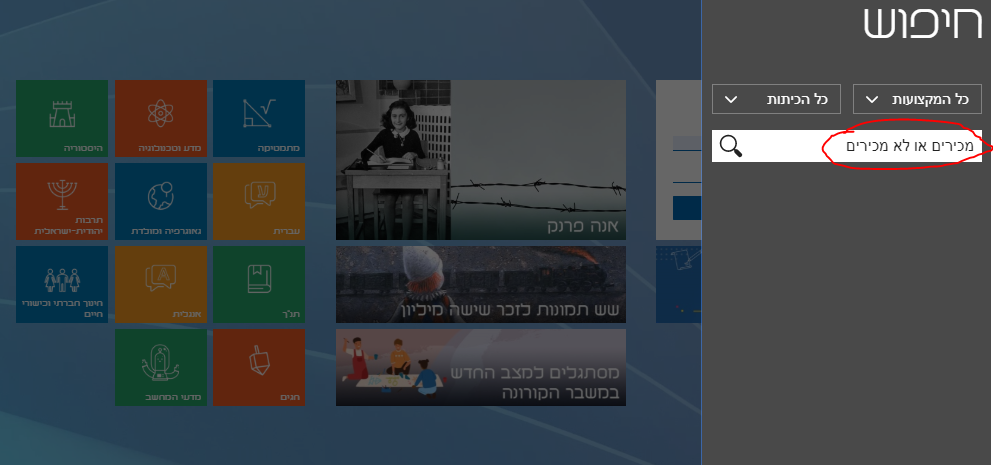 חיפוש
כל המקצועות
כל הכיתות
מכירים או לא מכירים
אנה פרנק
שש תמונות לזכר שישה מיליון
מסתגלים למצב החדש
במשבר הקורונה
מתמטיקה
מדע וטכנולוגיה
היסטוריה
עברית
גאוגרפיה ומולדת
תרבות
יהודית-ישראלית
תנ"ך
אנגלית
חינוך חברתי וכישורי
חיים
חגים
מדעי המחשב